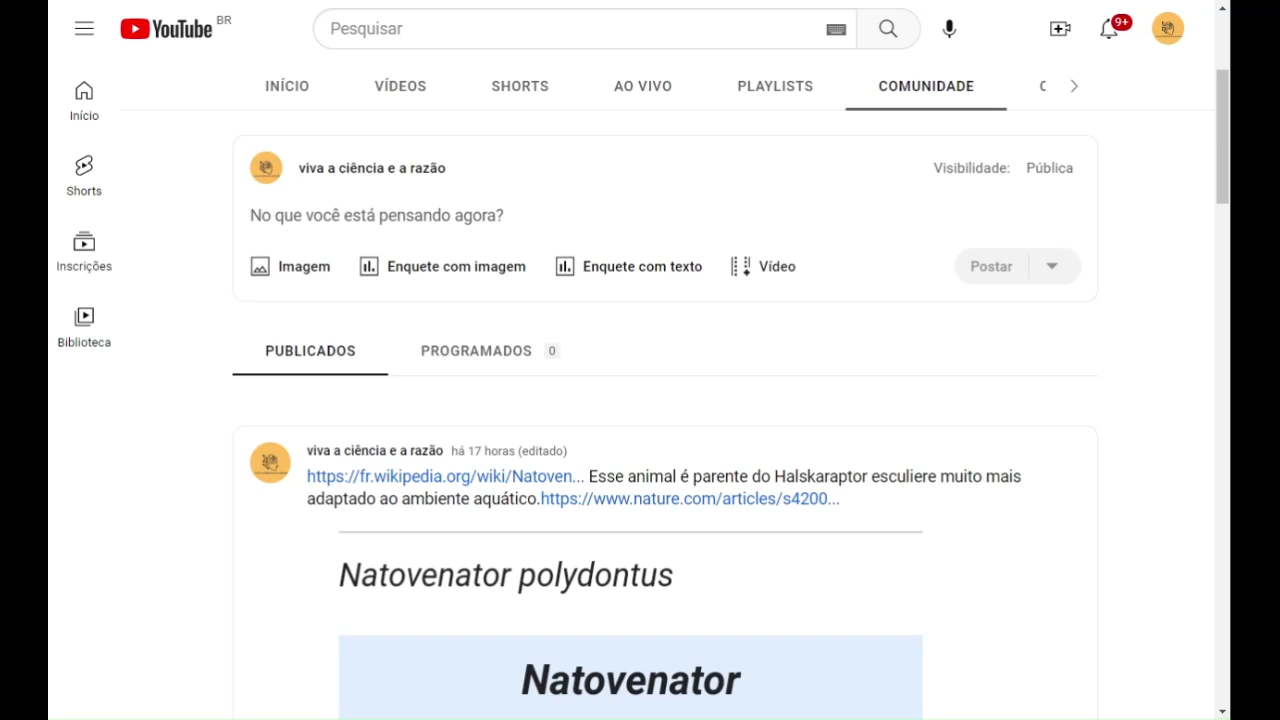 YouTube BR
Pesquisar
9+
Início
Shorts
Inscrições
Biblioteca
INÍCIO VÍDEOS SHORTS AO VIVO PLAYLISTS COMUNIDADE
viva a ciência e a razão
Visibilidade: Pública
No que você está pensando agora?
Imagem Enquete com imagem Enquete com texto Vídeo
Postar
PUBLICADOS PROGRAMADOS 0
viva a ciência e a razão há 17 horas (editado)
https://fr.wikipedia.org/wiki/Natoven... Esse animal é parente do Halskaraptor esculiere muito mais
adaptado ao ambiente aquático.https://www.nature.com/articles/s4200...
Natovenator polydontus
Natovenator